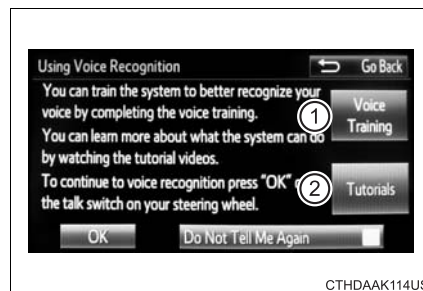 Using Voice Recognition
Go Back
You can train the system to better recognize your
voice by completing the voice training.
1
Voice
Training
You can learn more about what the system can do
by watching the tutorial videos.
To continue to voice recognition press "OK"
2
Tutorials
the talk switch on your steering wheel.
OK
Do Not Tell Me Again
CTHDAAK114US